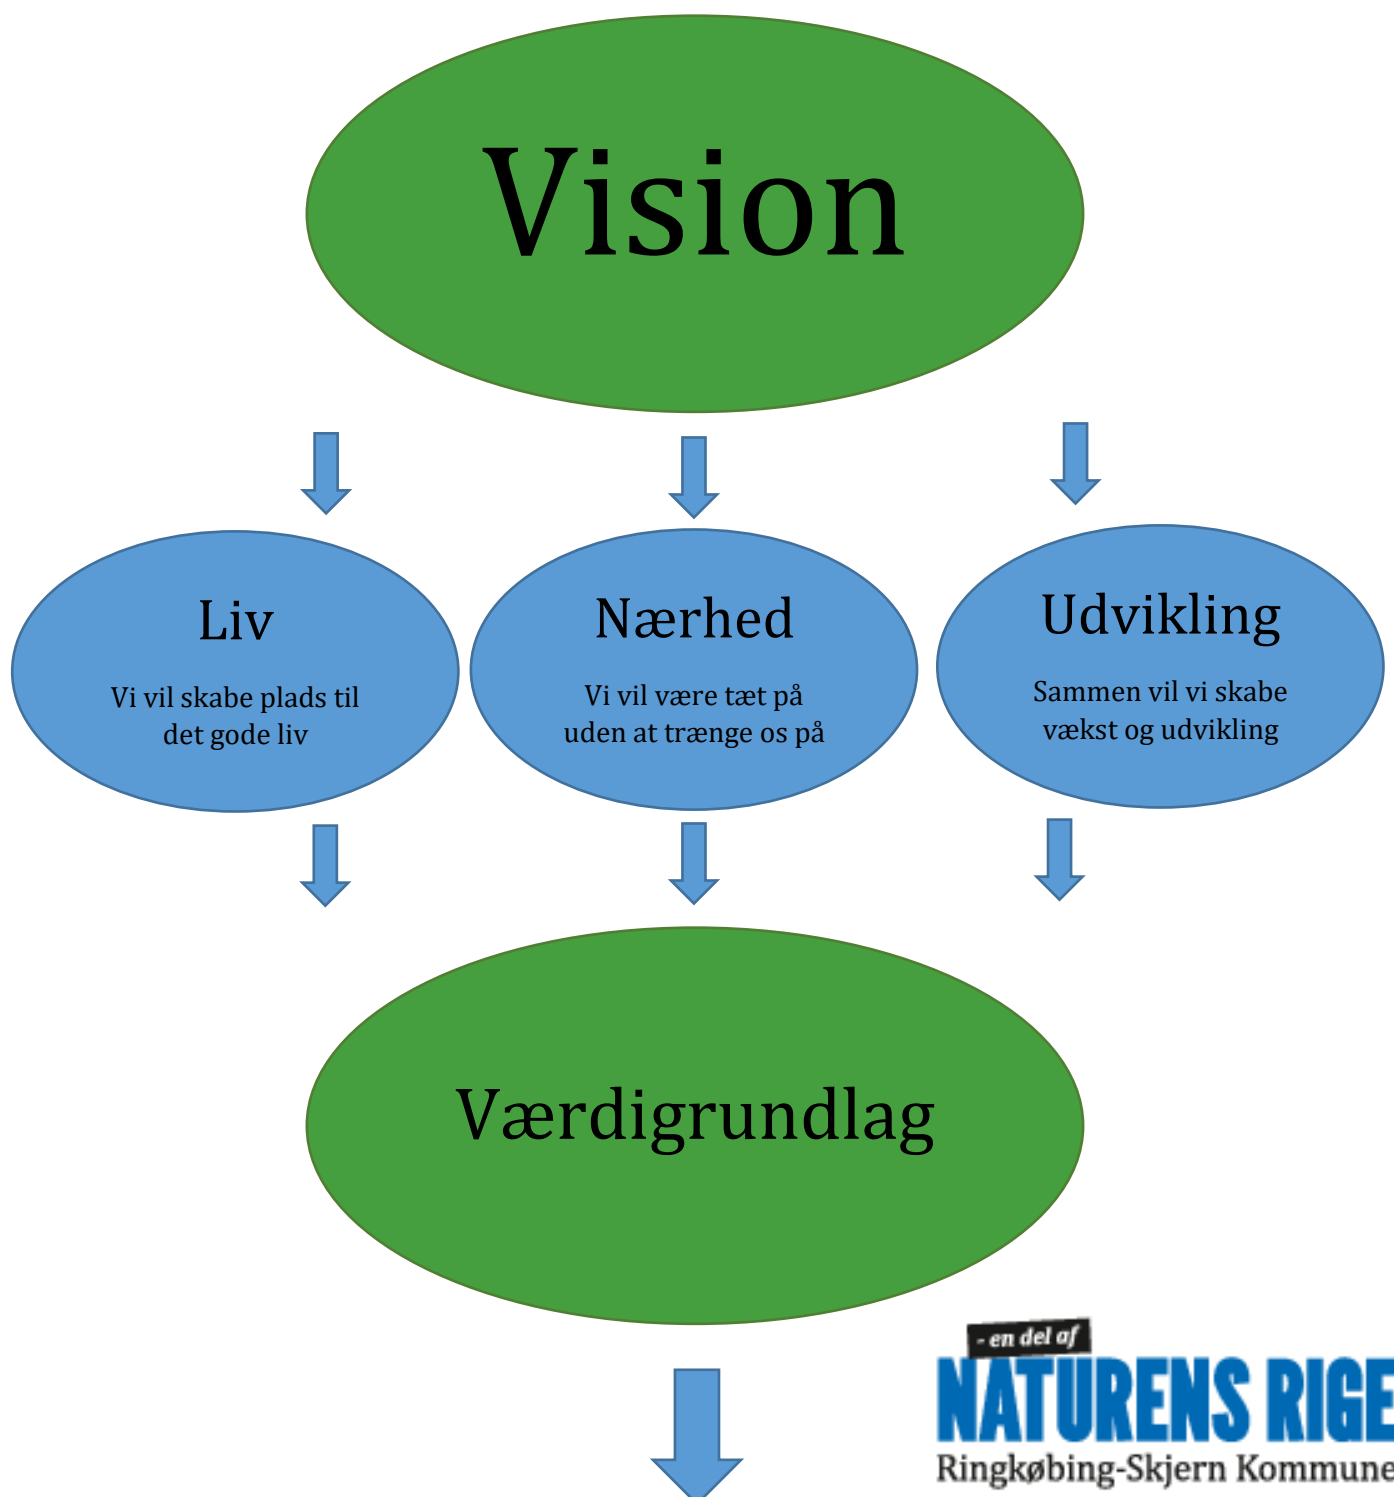 Vision
Liv
Vi vil skabe plads til
det gode liv
Nærhed
Vi vil være tæt på
uden at trænge os på
Udvikling
Sammen vil vi skabe
vækst og udvikling
Værdigrundlag
- en del af
NATURENS RIGE
Ringkøbing-Skjern Kommune